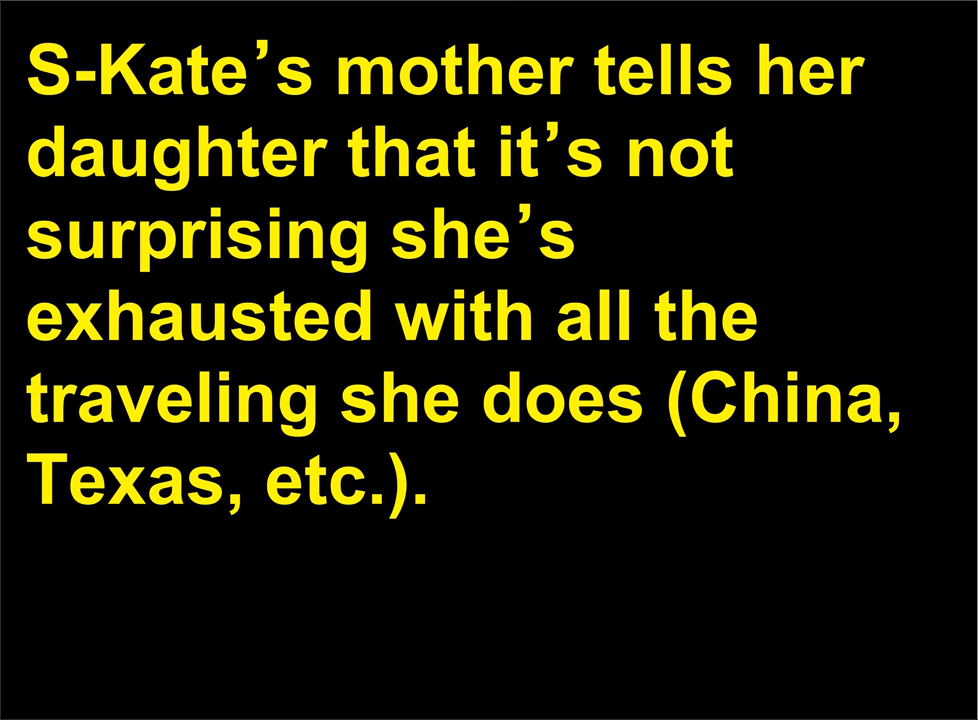 S-Kate’s mother tells her
daughter that it’s not
surprising she’s
exhausted with all the
traveling she does (China,
Texas, etc.).